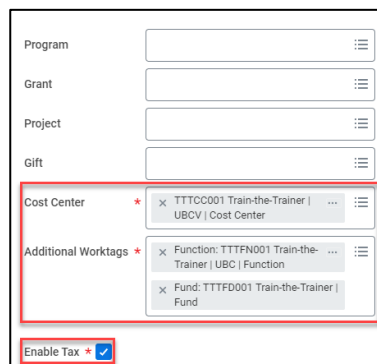 Program
Grant
Project
Gift
Cost Center * × TTTCC001 Train-the-Trainer | ...
UBCV | Cost Center
Additional Worktags * × Function: TTTFN001 Train-the- ...
Trainer | UBC | Function
× Fund: TTTFD001 Train-the-Trainer |
Fund
Enable Tax *